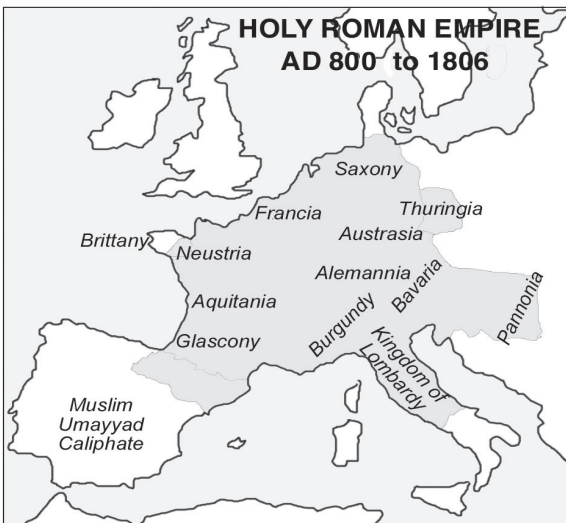 HOLY ROMAN EMPIRE
AD 800 to 1806
Saxony
Francia
Thuringia
Brittany
Neustria
Austrasia
Alemannia
Bavaria
Pannonia
Aquitania
Burgundy
Glascony
Kingdom of
Lombardy
Muslim
Umayyad
Caliphate